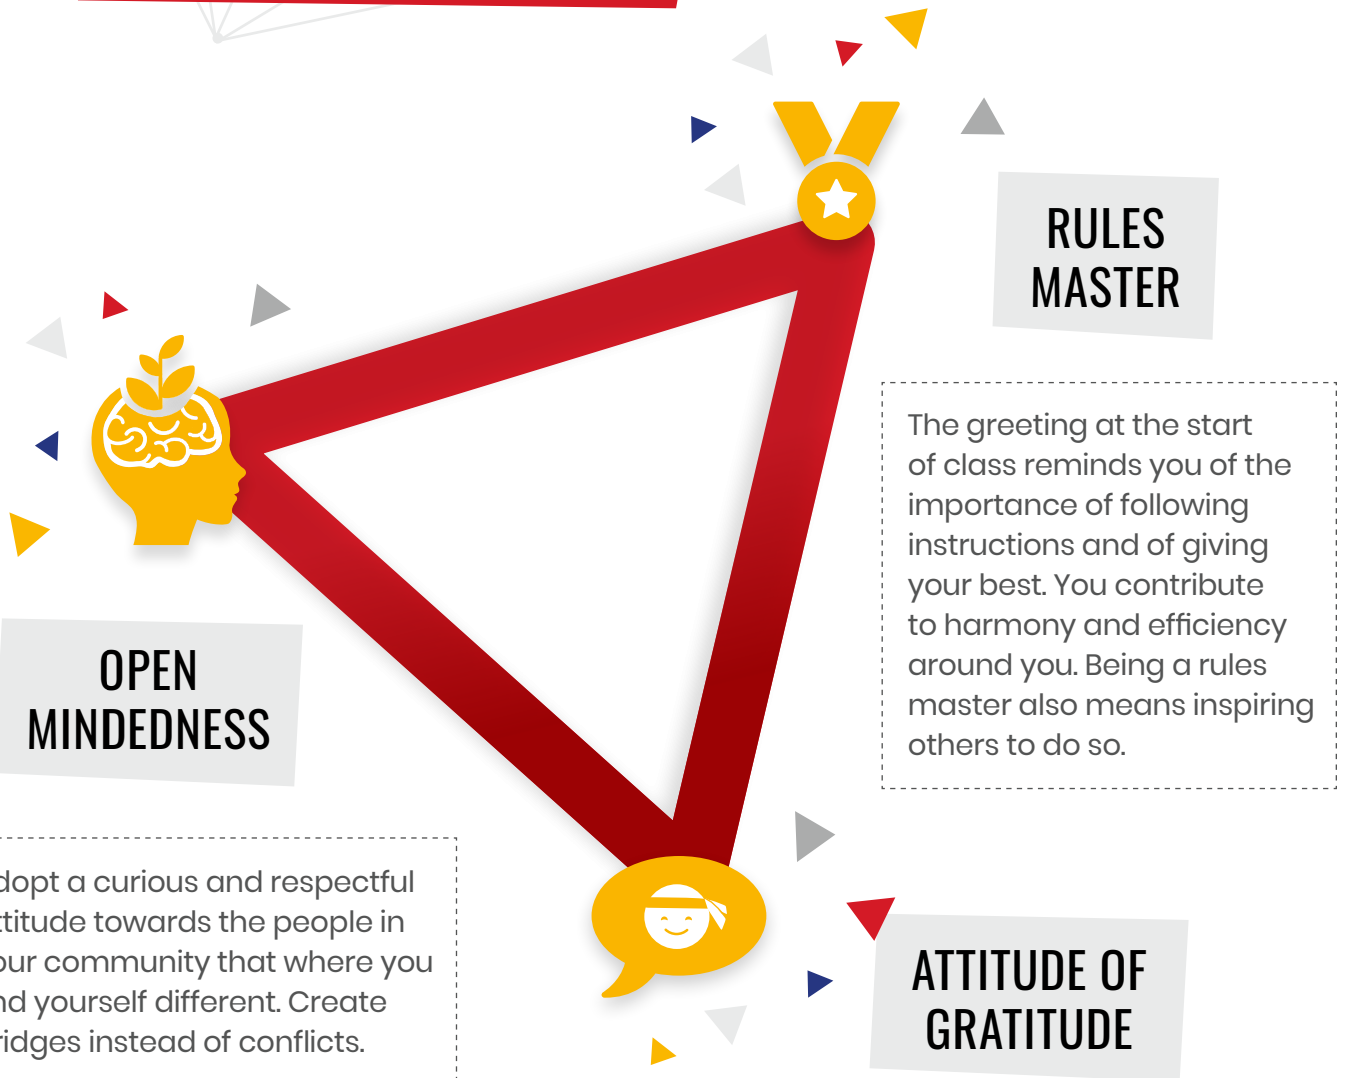 RULES
MASTER
The greeting at the start
of class reminds you of the
importance of following
instructions and of giving
your best. You contribute
to harmony and efficiency
around you. Being a rules
master also means inspiring
others to do so.
OPEN
MINDEDNESS
dopt a curious and respectful
ttitude towards the people in
our community that where you
nd yourself different. Create
ridges instead of conflicts.
ATTITUDE OF
GRATITUDE